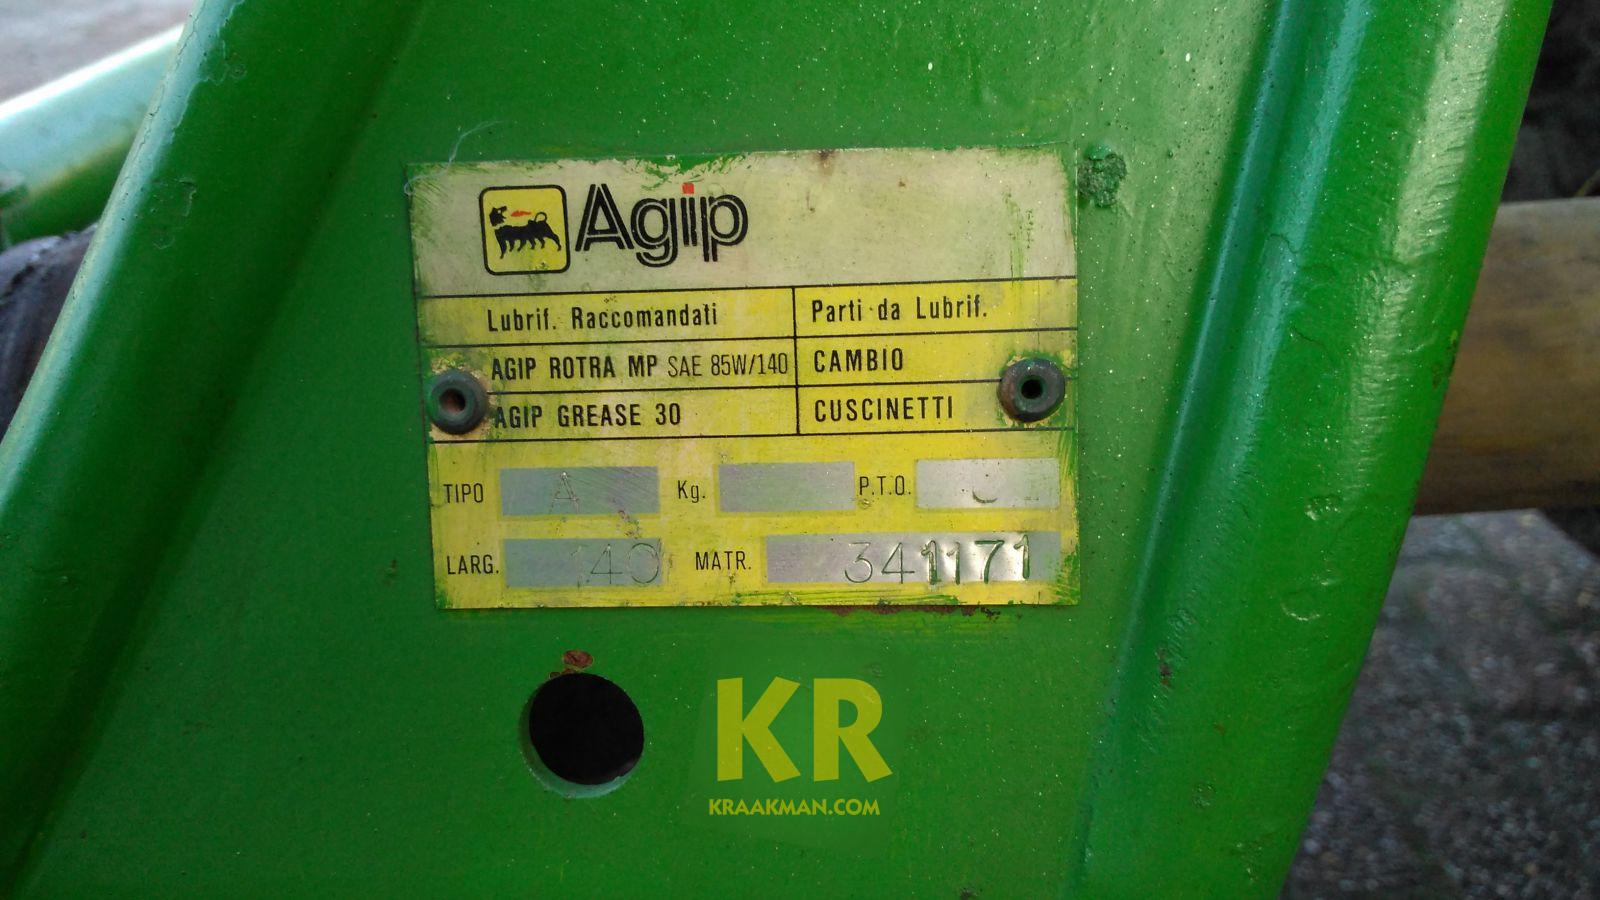 Agip
Lubrif. Raccomandati Parti da Lubrif.
AGIP ROTRA MP SAE 85W/140 CAMBIO
AGIP GREASE 30 CUSCINETTI
TIPO A Kg. P.T.O.
LARG. 140 MATR. 341171
KR
KRAAKMAN.COM